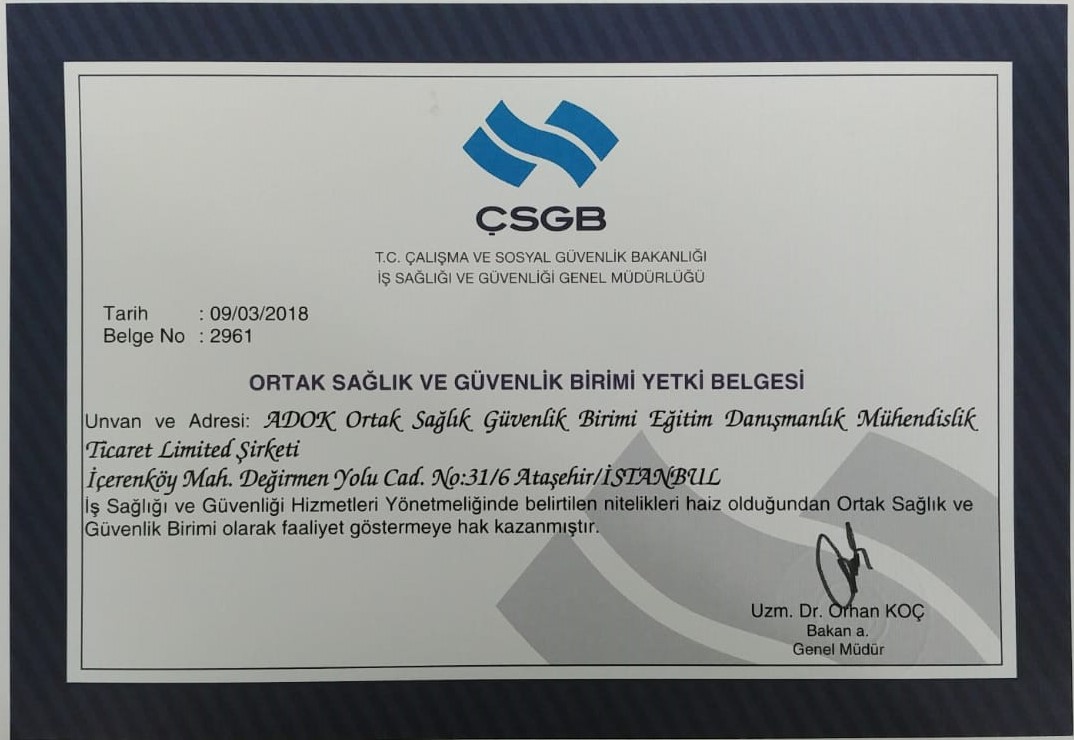 ÇSGB
T.C. ÇALIŞMA VE SOSYAL GÜVENLİK BAKANLIĞI
İŞ SAĞLIĞI VE GÜVENLİĞİ GENEL MÜDÜRLÜĞÜ
Tarih : 09/03/2018
Belge No : 2961
ORTAK SAĞLIK VE GÜVENLİK BİRİMİ YETKİ BELGESİ
Unvan ve Adresi: ADOK Ortak Sağlık Güvenlik Birimi Eğitim Danışmanlık Mühendislik
Ticaret Limited Şirketi
İçerenköy Mah. Değirmen Yolu Cad. No:31/6 Ataşehir/İSTANBUL
İş Sağlığı ve Güvenliği Hizmetleri Yönetmeliğinde belirtilen nitelikleri haiz olduğundan Ortak Sağlık ve
Güvenlik Birimi olarak faaliyet göstermeye hak kazanmıştır.
Uzm. Dr. Orhan KOÇ
Bakan a.
Genel Müdür